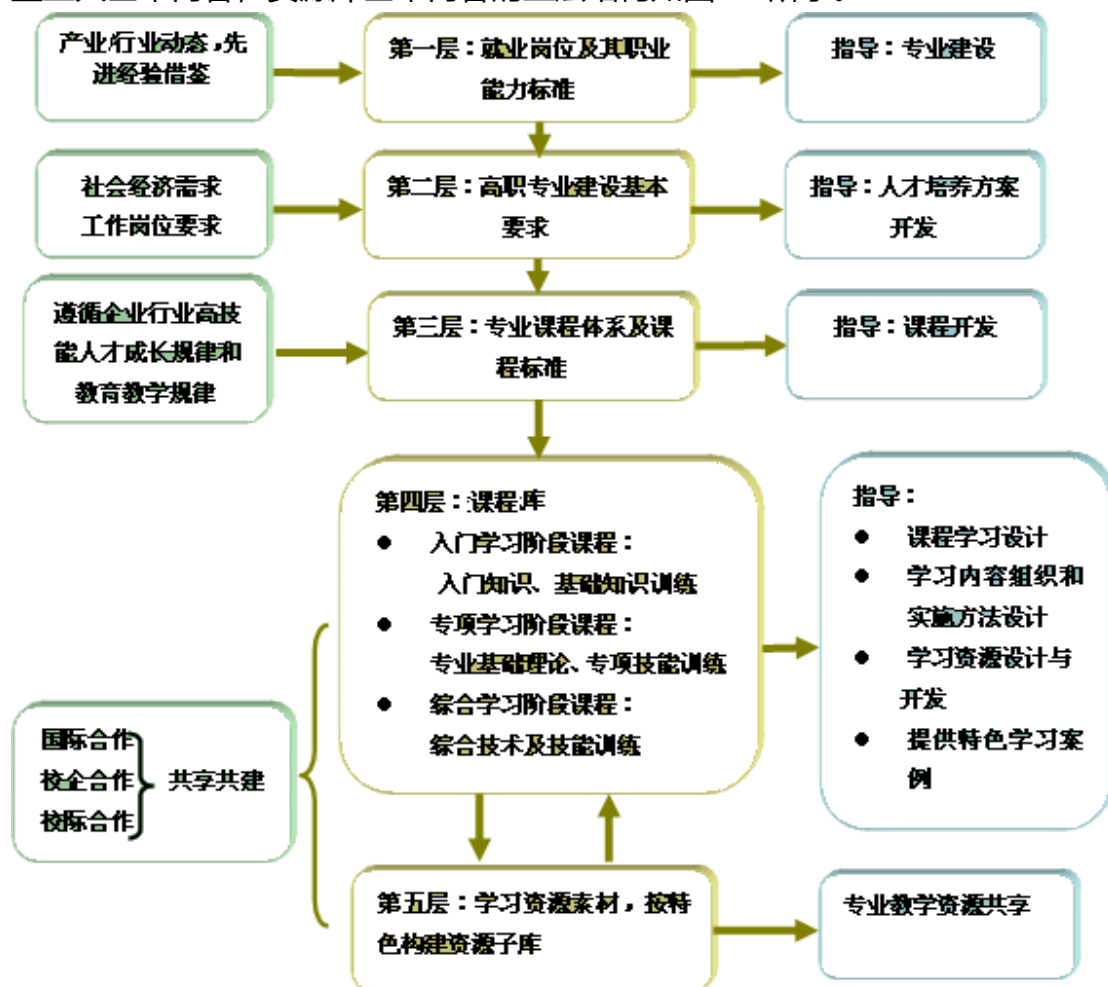 产业/行业动态，先
进经验借鉴
第一层：就业岗位及其职业
能力标准
指导：专业建设
社会经济需求
工作岗位要求
第二层：高职专业建设基本
要求
指导：人才培养方案
开发
遵循企业行业高技
能人才成长规律和
教育教学规律
第三层：专业课程体系及课
程标准
指导：课程开发
第四层：课程库
● 入门学习阶段课程：
入门知识、基础知识训练
● 专项学习阶段课程：
专业基础理论、专项技能训练
● 综合学习阶段课程：
综合技术及技能训练
指导：
● 课程学习设计
● 学习内容组织和
实施方法设计
● 学习资源设计与
开发
● 提供特色学习案
例
国际合作
校企合作
校际合作
共享共建
第五层：学习资源素材，按特
色构建资源子库
专业教学资源共享